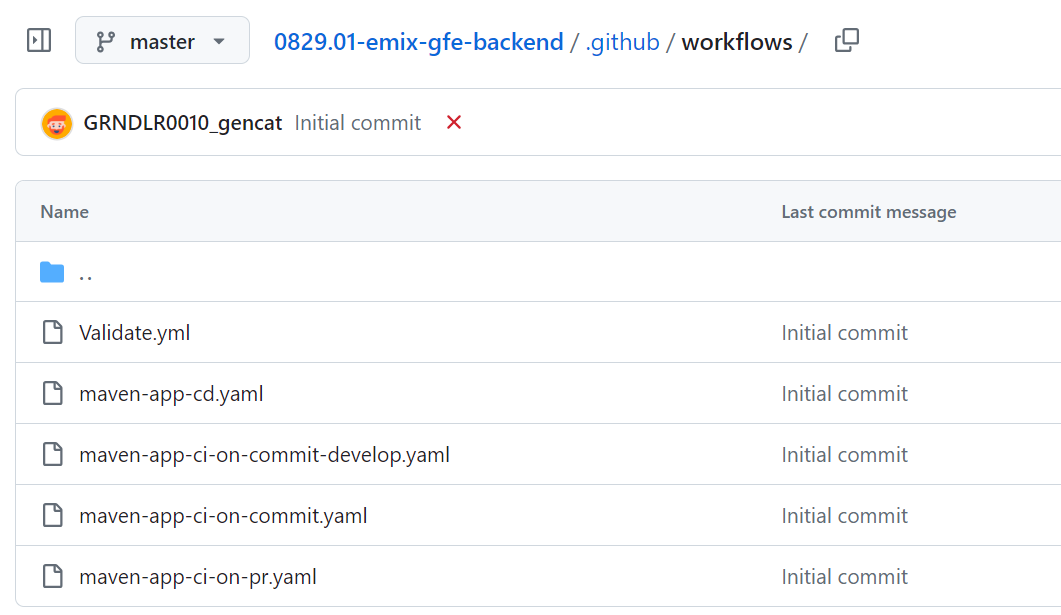 master 0829.01-emix-gfe-backend / .github / workflows /
GRNDLR0010_gencat Initial commit
Name Last commit message
..
Validate.yml Initial commit
maven-app-cd.yaml Initial commit
maven-app-ci-on-commit-develop.yaml Initial commit
maven-app-ci-on-commit.yaml Initial commit
maven-app-ci-on-pr.yaml Initial commit